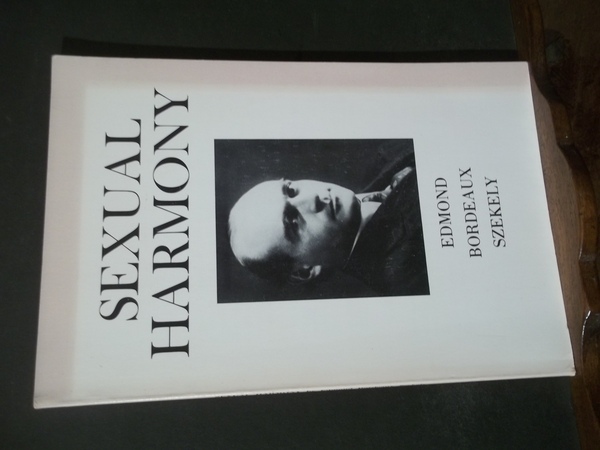 SEXUAL
HARMONY
EDMOND
BORDEAUX
SZEKELY